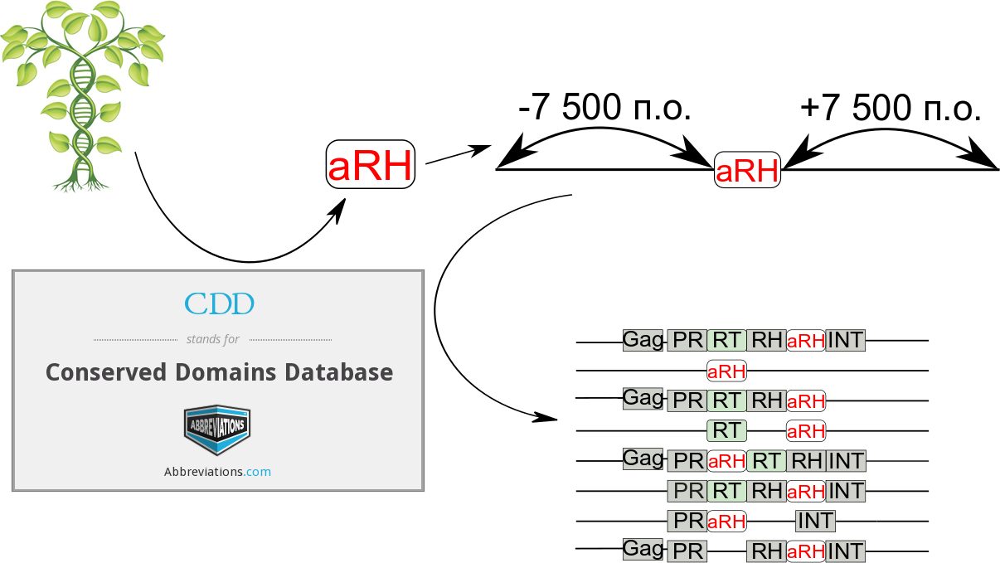 -7 500 п.о.
+7 500 п.о.
aRH
aRH
CDD
stands for
Conserved Domains Database
ABBREVIATIONS
Abbreviations.com
Gag PR RT RH aRH INT
aRH
Gag PR RT RH aRH
RT aRH
Gag PR aRH RT RH INT
PR RT RH aRH INT
PR aRH INT
Gag PR RH aRH INT